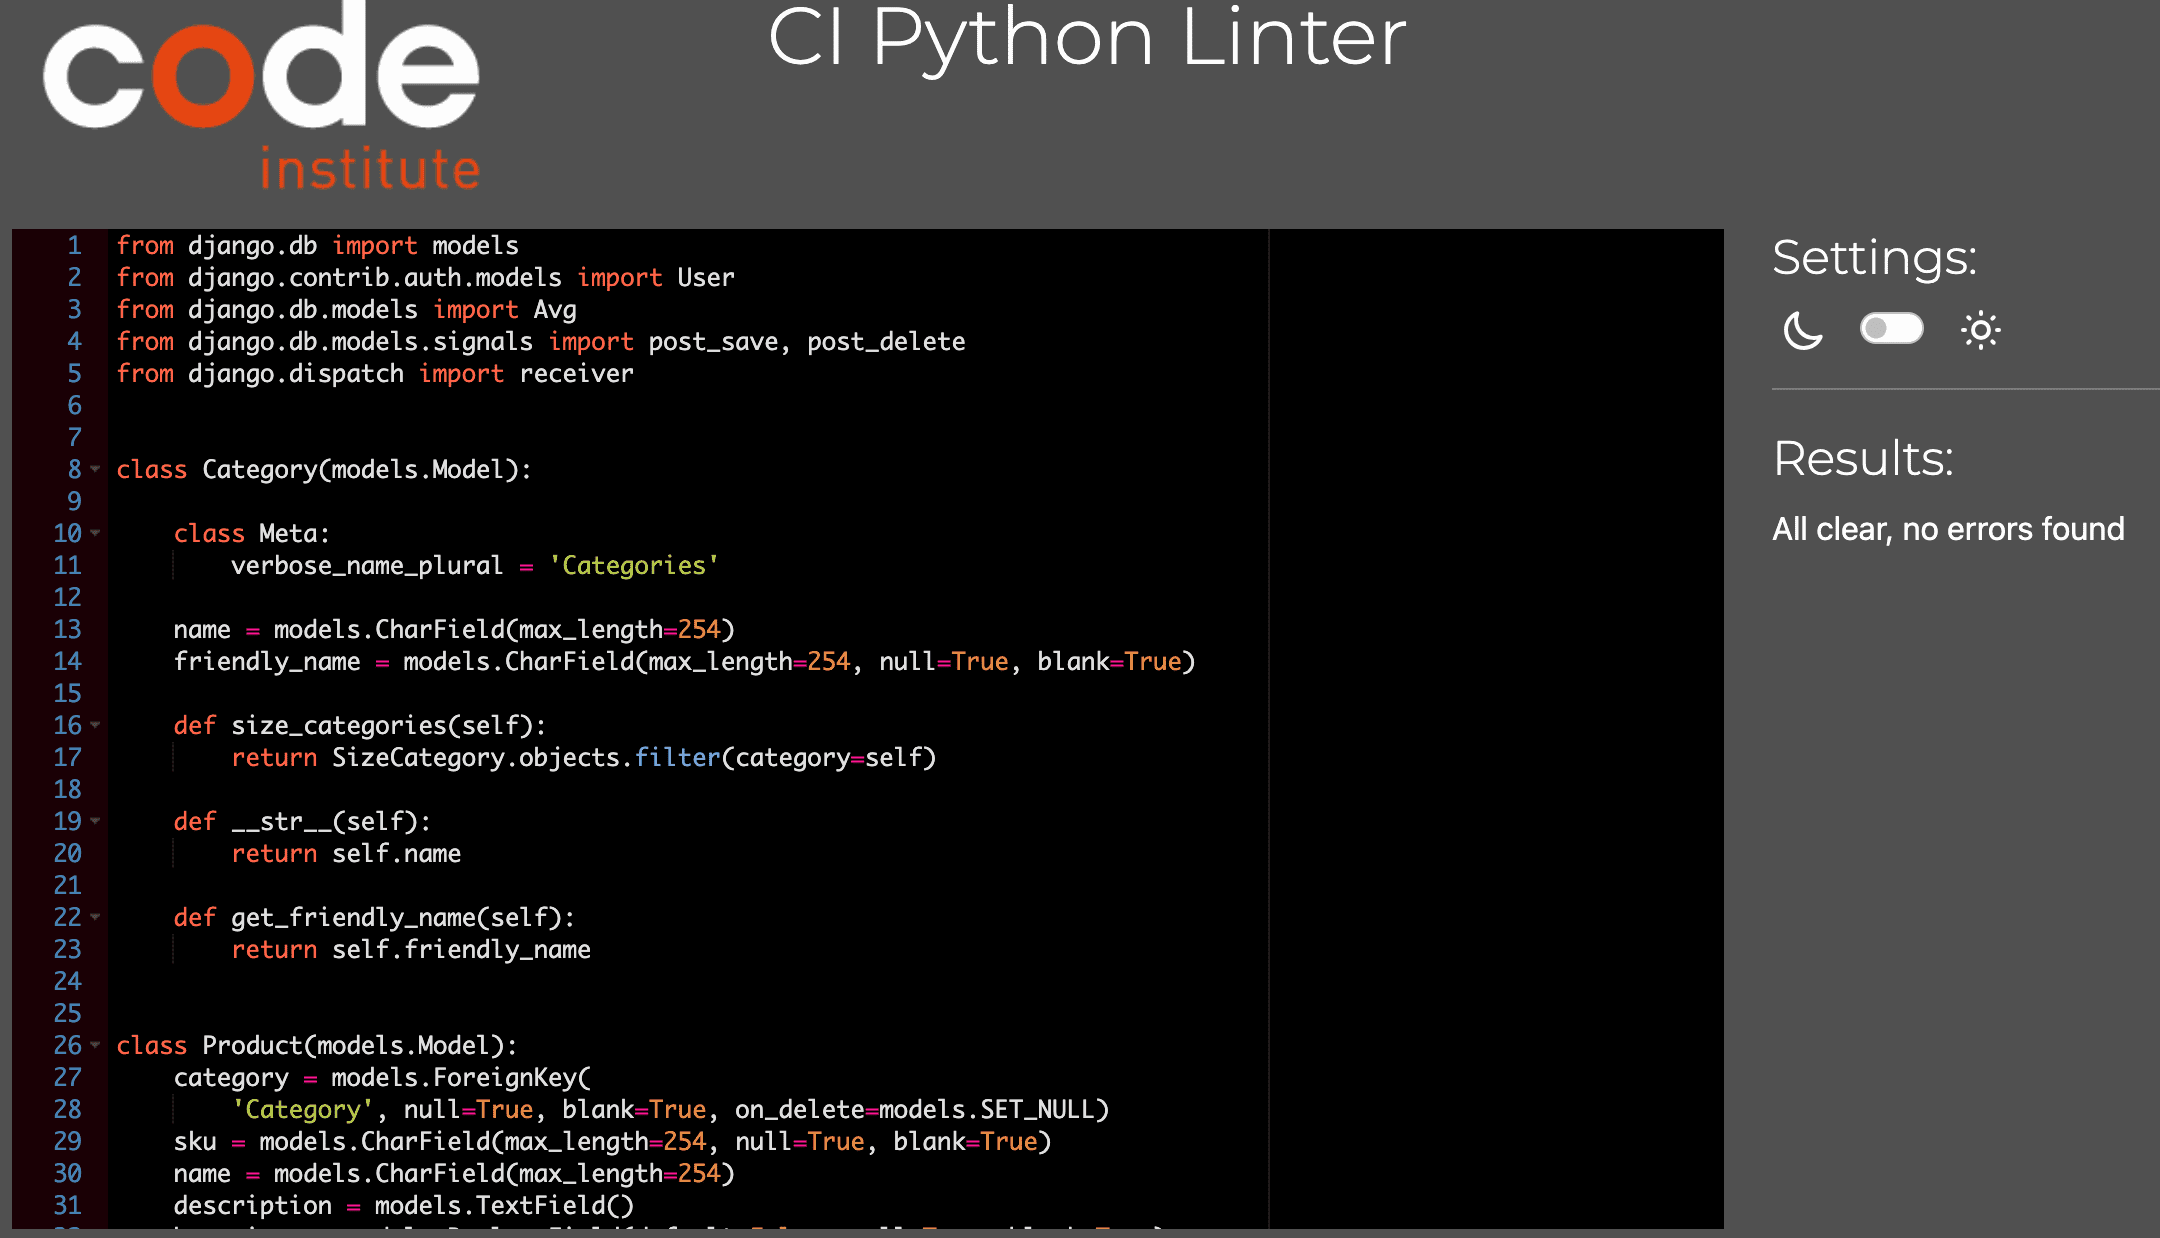 code
institute
CI Python Linter
1 from django.db import models
2 from django.contrib.auth.models import User
3 from django.db.models import Avg
4 from django.db.models.signals import post_save, post_delete
5 from django.dispatch import receiver
6
7
8 class Category(models.Model):
9
10     class Meta:
11         verbose_name_plural = 'Categories'
12
13     name = models.CharField(max_length=254)
14     friendly_name = models.CharField(max_length=254, null=True, blank=True)
15
16     def size_categories(self):
17         return SizeCategory.objects.filter(category=self)
18
19     def __str__(self):
20         return self.name
21
22     def get_friendly_name(self):
23         return self.friendly_name
24
25
26 class Product(models.Model):
27     category = models.ForeignKey(
28         'Category', null=True, blank=True, on_delete=models.SET_NULL)
29     sku = models.CharField(max_length=254, null=True, blank=True)
30     name = models.CharField(max_length=254)
31     description = models.TextField()
Settings:
Results:
All clear, no errors found